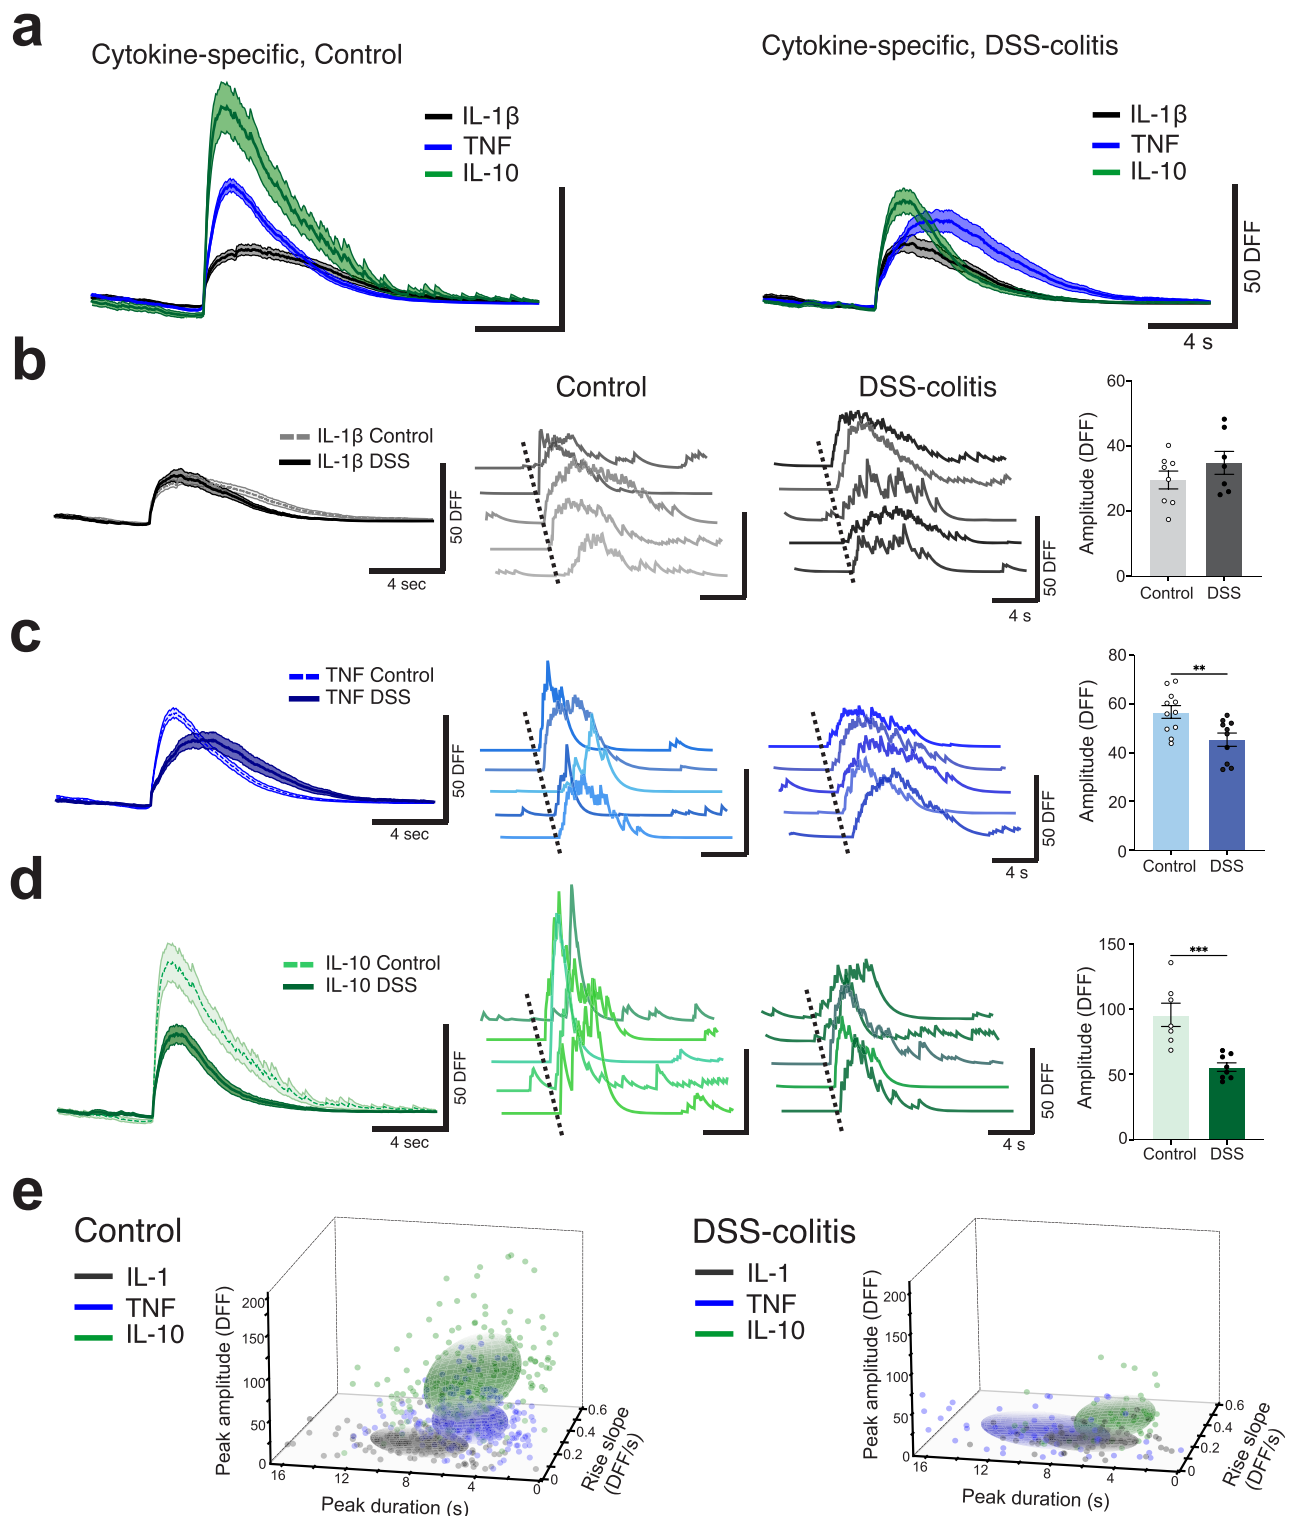 a
Cytokine-specific, Control
IL-1β
TNF
IL-10
Cytokine-specific, DSS-colitis
IL-1β
TNF
IL-10
50 DFF
4 s
b
IL-1β Control
IL-1β DSS
50 DFF
4 sec
Control
DSS-colitis
50 DFF
4 s
Amplitude (DFF)
60
40
20
0
Control DSS
c
TNF Control
TNF DSS
50 DFF
4 sec
50 DFF
4 s
Amplitude (DFF)
80
60
40
20
0
**
Control DSS
d
IL-10 Control
IL-10 DSS
50 DFF
4 sec
50 DFF
4 s
Amplitude (DFF)
150
100
50
0
***
Control DSS
e
Control
IL-1
TNF
IL-10
Peak amplitude (DFF)
200
150
100
50
0
16 12 8 4 0
Peak duration (s)
0.6
0.4
0.2
0
Rise slope
(DFF/s)
DSS-colitis
IL-1
TNF
IL-10
Peak amplitude (DFF)
200
150
100
50
0
16 12 8 4 0
Peak duration (s)
0.6
0.4
0.2
0
Rise slope
(DFF/s)